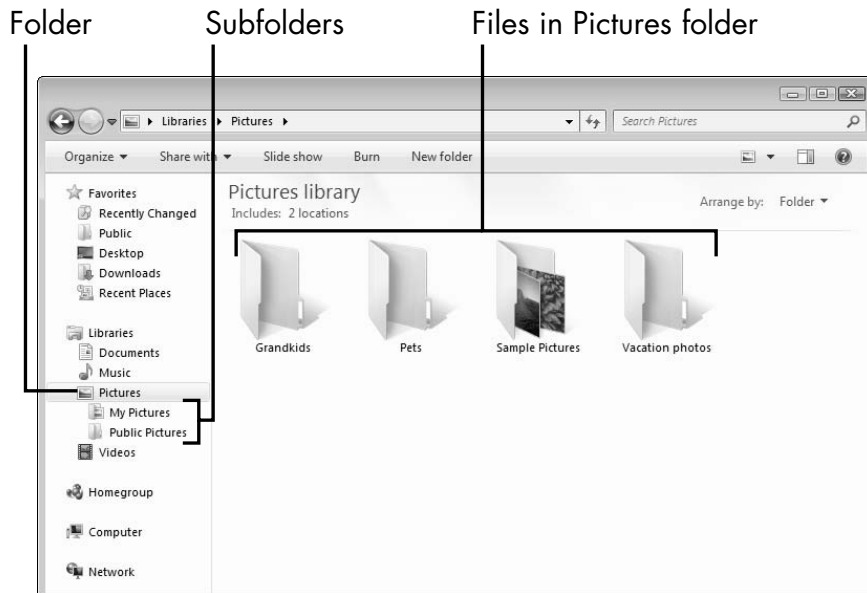 Folder Subfolders Files in Pictures folder
Libraries Pictures Search Pictures
Organize Share with Slide show Burn New folder
Favorites
Recently Changed
Public
Desktop
Downloads
Recent Places
Libraries
Documents
Music
Pictures
My Pictures
Public Pictures
Videos
Homegroup
Computer
Network
Pictures library
Includes: 2 locations
Arrange by: Folder
Grandkids Pets Sample Pictures Vacation photos